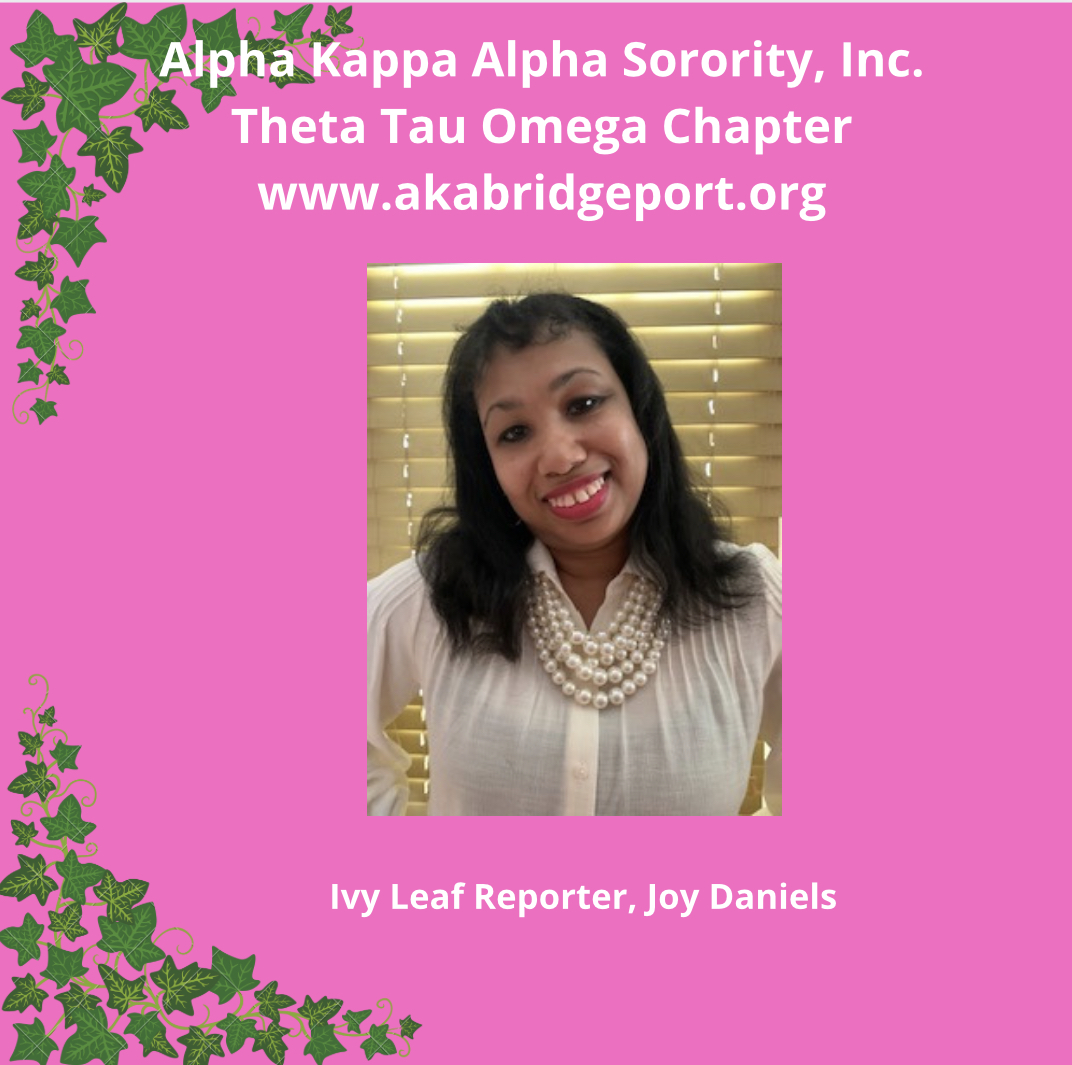 Alpha Kappa Alpha Sorority, Inc.
Theta Tau Omega Chapter
www.akabridgeport.org
Ivy Leaf Reporter, Joy Daniels